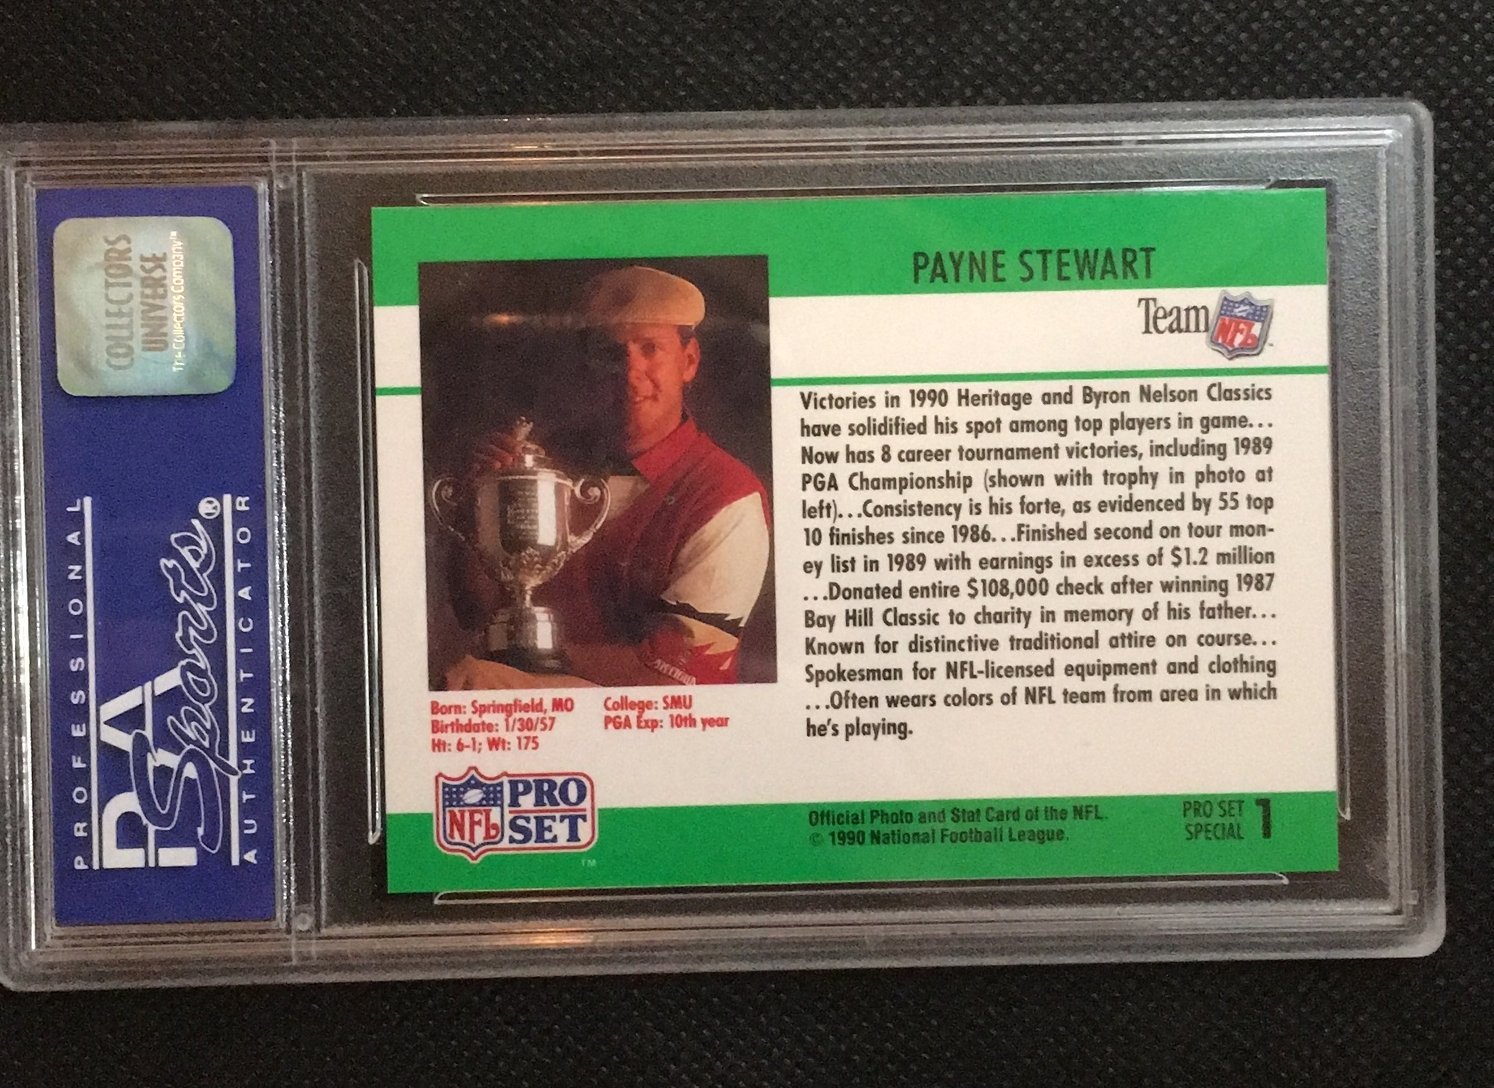 COLLECTORS
UNIVERSE
PROFESSIONAL
PSA
Sports®
AUTHENTICATOR
PAYNE STEWART
Team NFL
Victories in 1990 Heritage and Byron Nelson Classics
have solidified his spot among top players in game...
Now has 8 career tournament victories, including 1989
PGA Championship (shown with trophy in photo at
left)...Consistency is his forte, as evidenced by 55 top
10 finishes since 1986...Finished second on tour mon-
ey list in 1989 with earnings in excess of $1.2 million
...Donated entire $108,000 check after winning 1987
Bay Hill Classic to charity in memory of his father...
Known for distinctive traditional attire on course...
Spokesman for NFL-licensed equipment and clothing
...Often wears colors of NFL team from area in which
he's playing.
Born: Springfield, MO
Birthdate: 1/30/57
Ht: 6-1; Wt: 175
College: SMU
PGA Exp: 10th year
NFL
PRO
SET
TM
Official Photo and Stat Card of the NFL.
© 1990 National Football League.
PRO SET
SPECIAL 1